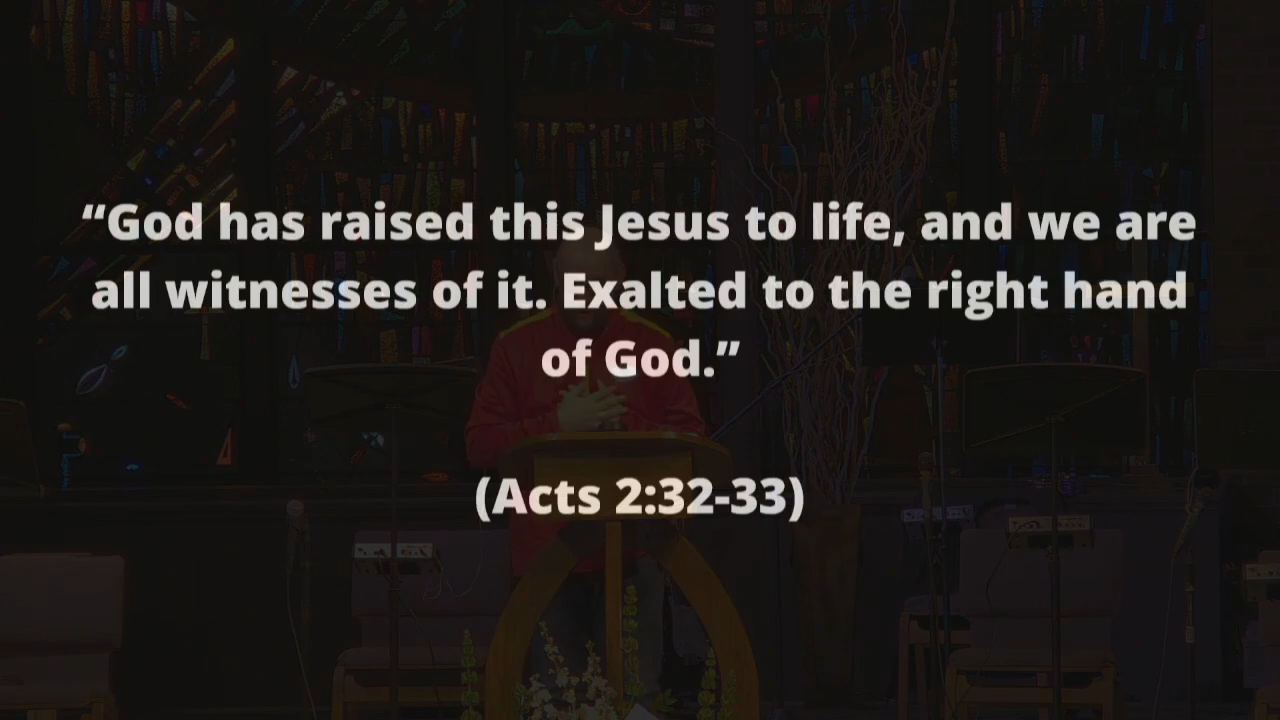 “God has raised this Jesus to life, and we are
all witnesses of it. Exalted to the right hand
of God.”
(Acts 2:32-33)